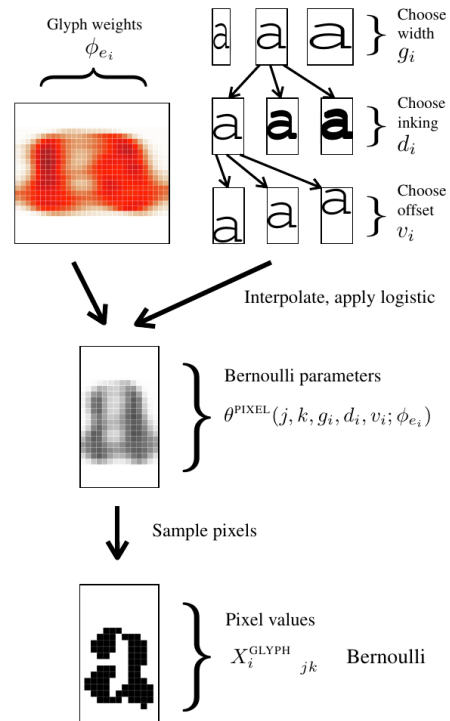 Glyph weights
ϕ_{e_i}
a a a
Choose
width
g_i
a a a
Choose
inking
d_i
a a a
Choose
offset
v_i
Interpolate, apply logistic
Bernoulli parameters
θ^{PIXEL}(j, k, g_i, d_i, v_i; ϕ_{e_i})
Sample pixels
a
Pixel values
X_i^{GLYPH} _{jk} Bernoulli